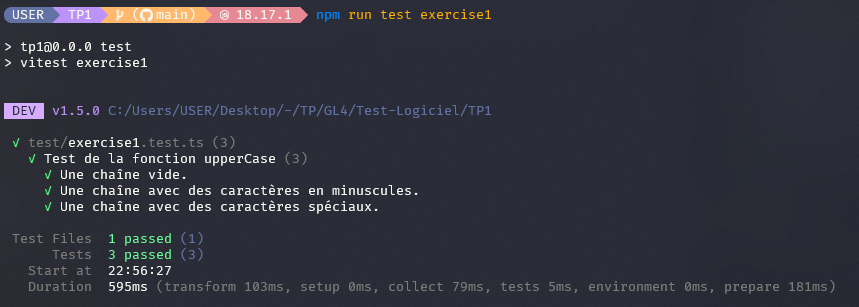 USER TP1 main) 18.17.1 npm run test exercise1
> tp1@0.0.0 test
> vitest exercise1
DEV v1.5.0 C:/Users/USER/Desktop/-/TP/GL4/Test-Logiciel/TP1
✓ test/exercise1.test.ts (3)
✓ Test de la fonction upperCase (3)
✓ Une chaîne vide.
✓ Une chaîne avec des caractères en minuscules.
✓ Une chaîne avec des caractères spéciaux.
Test Files 1 passed (1)
Tests 3 passed (3)
Start at 22:56:27
Duration 595ms (transform 103ms, setup 0ms, collect 79ms, tests 5ms, environment 0ms, prepare 181ms)